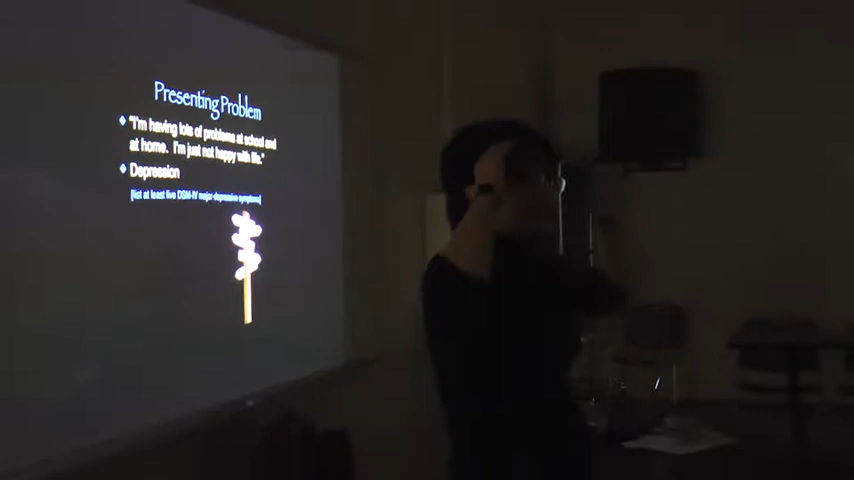 Presenting Problem
"I'm having lots of problems at school and
at home. I'm just not happy with life."
Depression
[list at least five DSM-IV major-depressive symptoms]